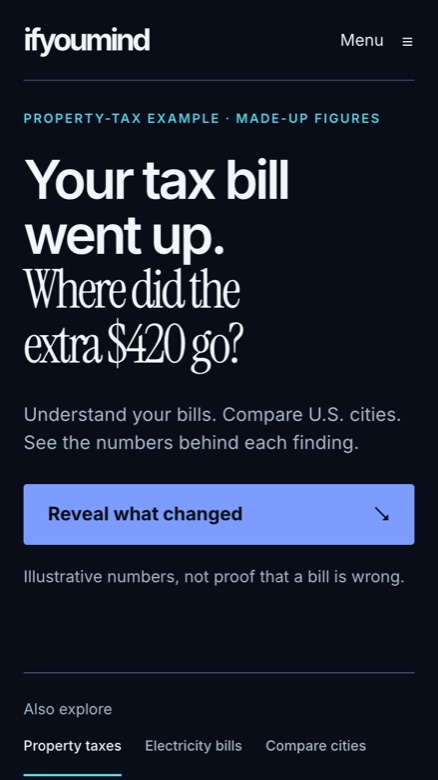 ifyoumind
Menu ≡
PROPERTY-TAX EXAMPLE · MADE-UP FIGURES
Your tax bill
went up.
Where did the
extra $420 go?
Understand your bills. Compare U.S. cities.
See the numbers behind each finding.
Reveal what changed ↘
Illustrative numbers, not proof that a bill is wrong.
Also explore
Property taxes
Electricity bills
Compare cities